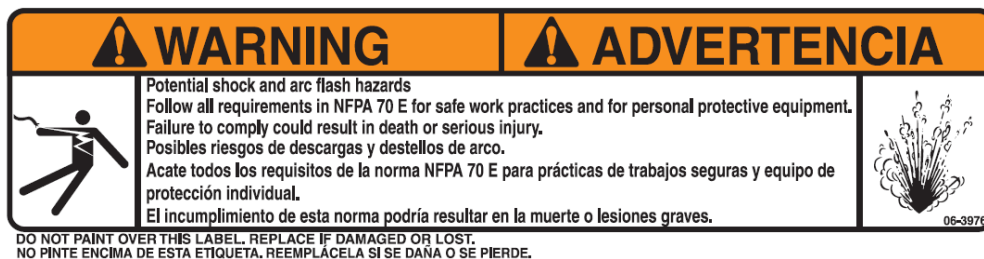 WARNING
ADVERTENCIA
Potential shock and arc flash hazards
Follow all requirements in NFPA 70 E for safe work practices and for personal protective equipment.
Failure to comply could result in death or serious injury.
Posibles riesgos de descargas y destellos de arco.
Acate todos los requisitos de la norma NFPA 70 E para prácticas de trabajos seguras y equipo de
protección individual.
El incumplimiento de esta norma podría resultar en la muerte o lesiones graves.
06-3976
DO NOT PAINT OVER THIS LABEL. REPLACE IF DAMAGED OR LOST.
NO PINTE ENCIMA DE ESTA ETIQUETA. REEMPLÁCELA SI SE DAÑA O SE PIERDE.